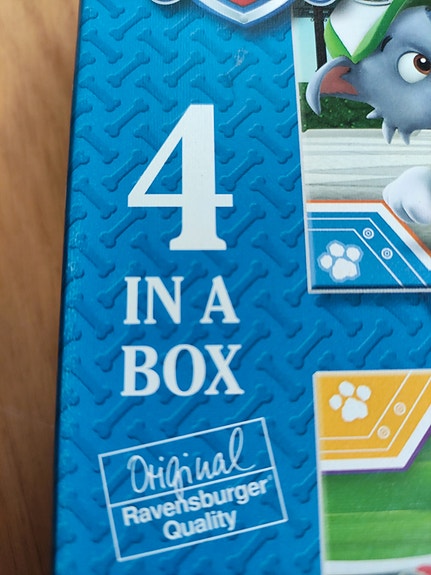 4
IN A
BOX
Original
Ravensburger®
Quality